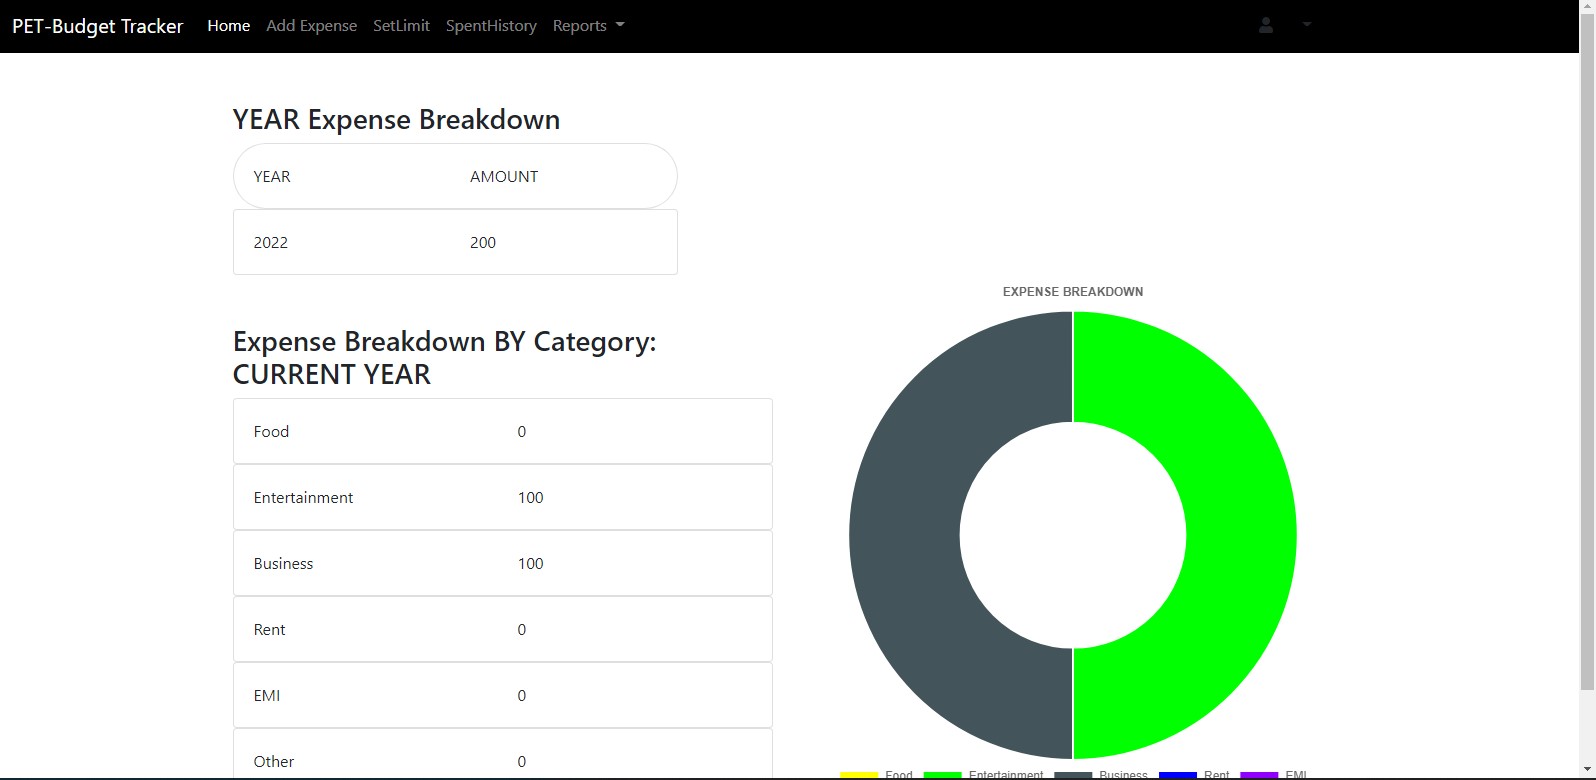 PET-Budget Tracker Home Add Expense SetLimit SpentHistory Reports
YEAR Expense Breakdown
YEAR AMOUNT
2022 200
Expense Breakdown BY Category:
CURRENT YEAR
Food 0
Entertainment 100
Business 100
Rent 0
EMI 0
Other 0
EXPENSE BREAKDOWN
Food Entertainment Business Rent EMI